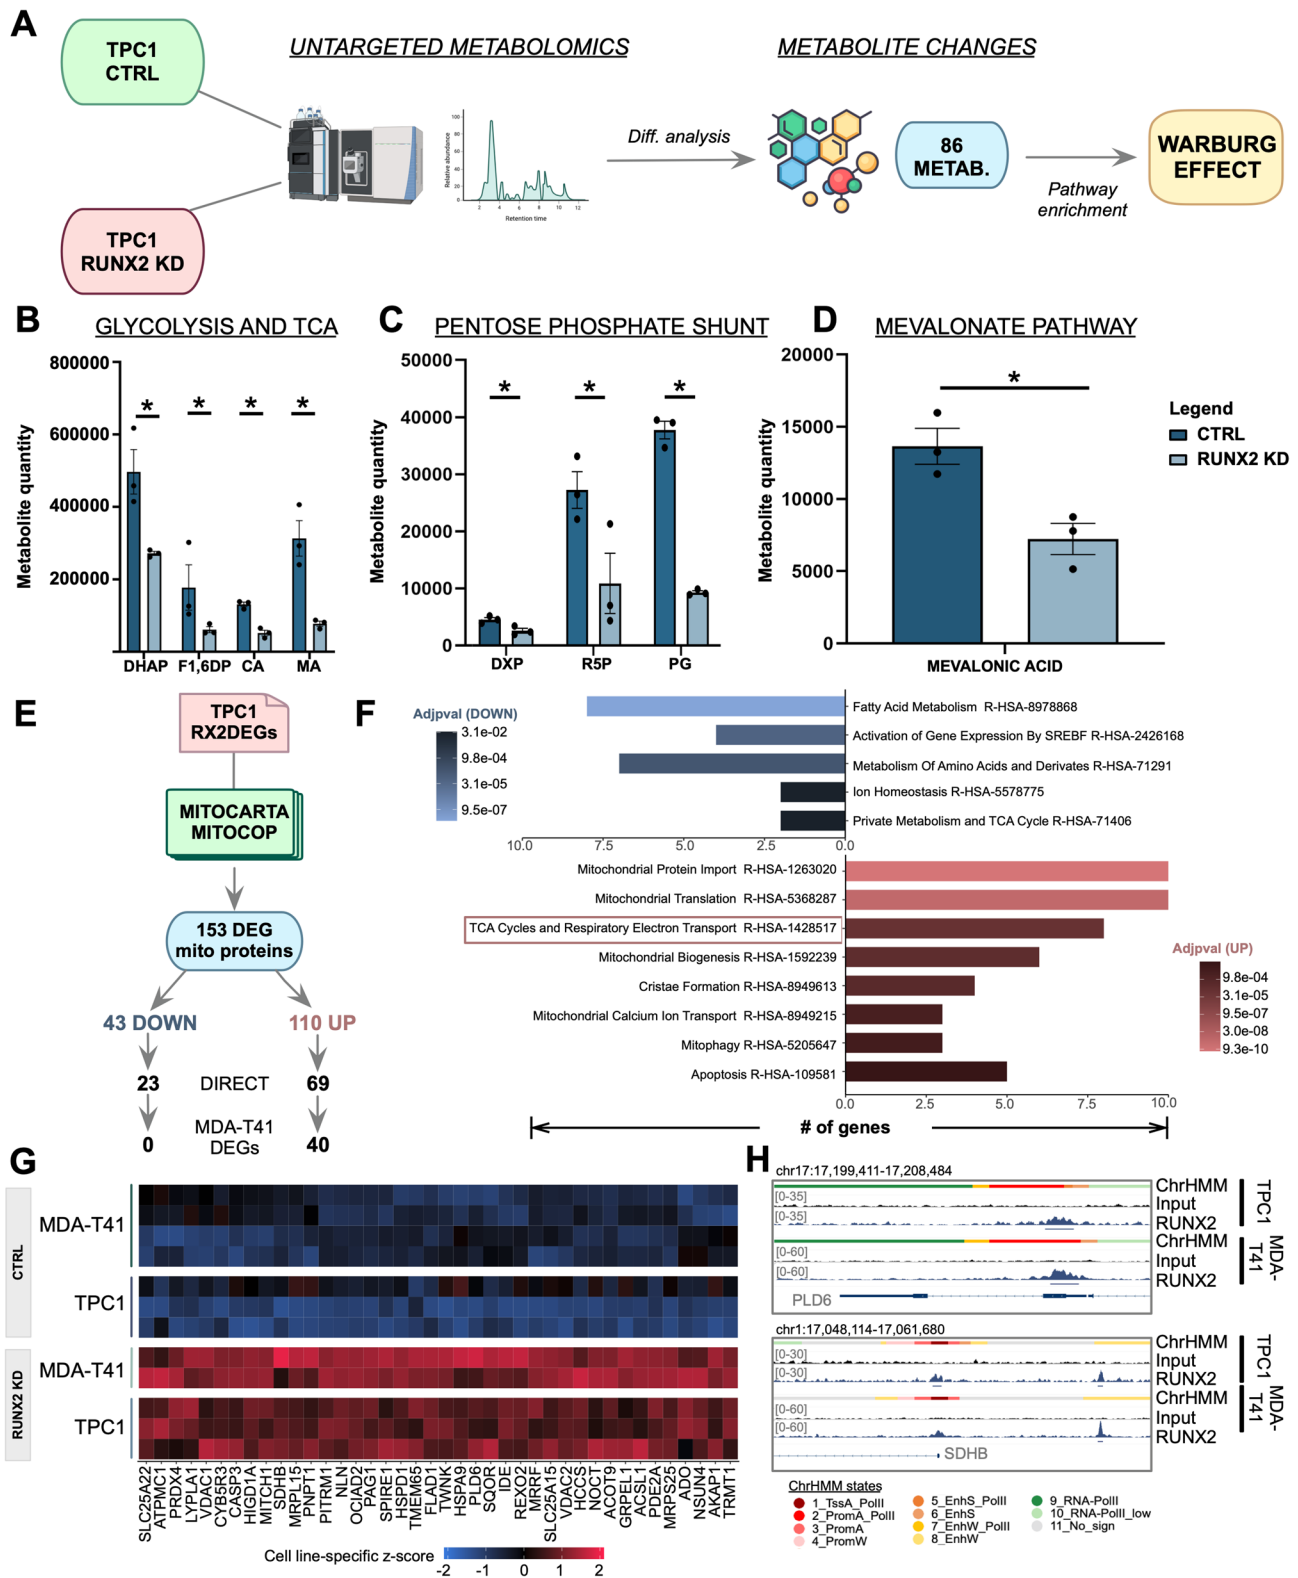 A
TPC1
CTRL
TPC1
RUNX2 KD
UNTARGETED METABOLOMICS
Relative abundance
100
80
60
40
20
0
2 4 6 8 10 12
Retention time
Diff. analysis
METABOLITE CHANGES
86
METAB.
Pathway
enrichment
WARBURG
EFFECT
B
GLYCOLYSIS AND TCA
Metabolite quantity
800000
600000
400000
200000
* * * *
DHAP F1,6DP CA MA
C
PENTOSE PHOSPHATE SHUNT
Metabolite quantity
50000
40000
30000
20000
10000
0
* * *
DXP R5P PG
D
MEVALONATE PATHWAY
Metabolite quantity
20000
15000
10000
5000
0
*
MEVALONIC ACID
Legend
CTRL
RUNX2 KD
E
TPC1
RX2DEGs
MITOCARTA
MITOCOP
153 DEG
mito proteins
43 DOWN 110 UP
23 DIRECT 69
MDA-T41
DEGs
0 40
F
Adjpval (DOWN)
3.1e-02
9.8e-04
3.1e-05
9.5e-07
Fatty Acid Metabolism R-HSA-8978868
Activation of Gene Expression By SREBF R-HSA-2426168
Metabolism Of Amino Acids and Derivates R-HSA-71291
Ion Homeostasis R-HSA-5578775
Private Metabolism and TCA Cycle R-HSA-71406
10.0 7.5 5.0 2.5 0.0
Mitochondrial Protein Import R-HSA-1263020
Mitochondrial Translation R-HSA-5368287
TCA Cycles and Respiratory Electron Transport R-HSA-1428517
Mitochondrial Biogenesis R-HSA-1592239
Cristae Formation R-HSA-8949613
Mitochondrial Calcium Ion Transport R-HSA-8949215
Mitophagy R-HSA-5205647
Apoptosis R-HSA-109581
Adjpval (UP)
9.8e-04
3.1e-05
9.5e-07
3.0e-08
9.3e-10
0.0 2.5 5.0 7.5 10.0
# of genes
G
CTRL
MDA-T41
TPC1
RUNX2 KD
MDA-T41
TPC1
SLC25A22
ATPMC1
PRDX4
LYPLA1
VDAC1
CYB5R3
CASP3
HIGD1A
MITCH1
SDHB
MRPL15
PNPT1
PITRM1
NLN
OCIAD2
PAG1
SPIRE1
HSPD1
TMEM65
FLAD1
TWNK
HSPA9
PLD6
SQOR
IDE
REXO2
MRRF
SLC25A15
VDAC2
HCCS
NOCT
ACOT9
GRPEL1
ACSL1
PDE2A
MRPS25
ADO
NSUN4
AKAP1
TRMT1
Cell line-specific z-score
-2 -1 0 1 2
H
chr17:17,199,411-17,208,484
ChrHMM
[0-35] Input
[0-35] RUNX2
TPC1
ChrHMM
[0-60] Input
[0-60] RUNX2
MDA-
T41
PLD6
chr1:17,048,114-17,061,680
ChrHMM
[0-30] Input
[0-30] RUNX2
TPC1
ChrHMM
[0-60] Input
[0-60] RUNX2
MDA-
T41
SDHB
ChrHMM states
1_TssA_PolII
2_PromA_PolII
3_PromA
4_PromW
5_EnhS_PolII
6_EnhS
7_EnhW_PolII
8_EnhW
9_RNA-PolII
10_RNA-PolII_low
11_No_sign